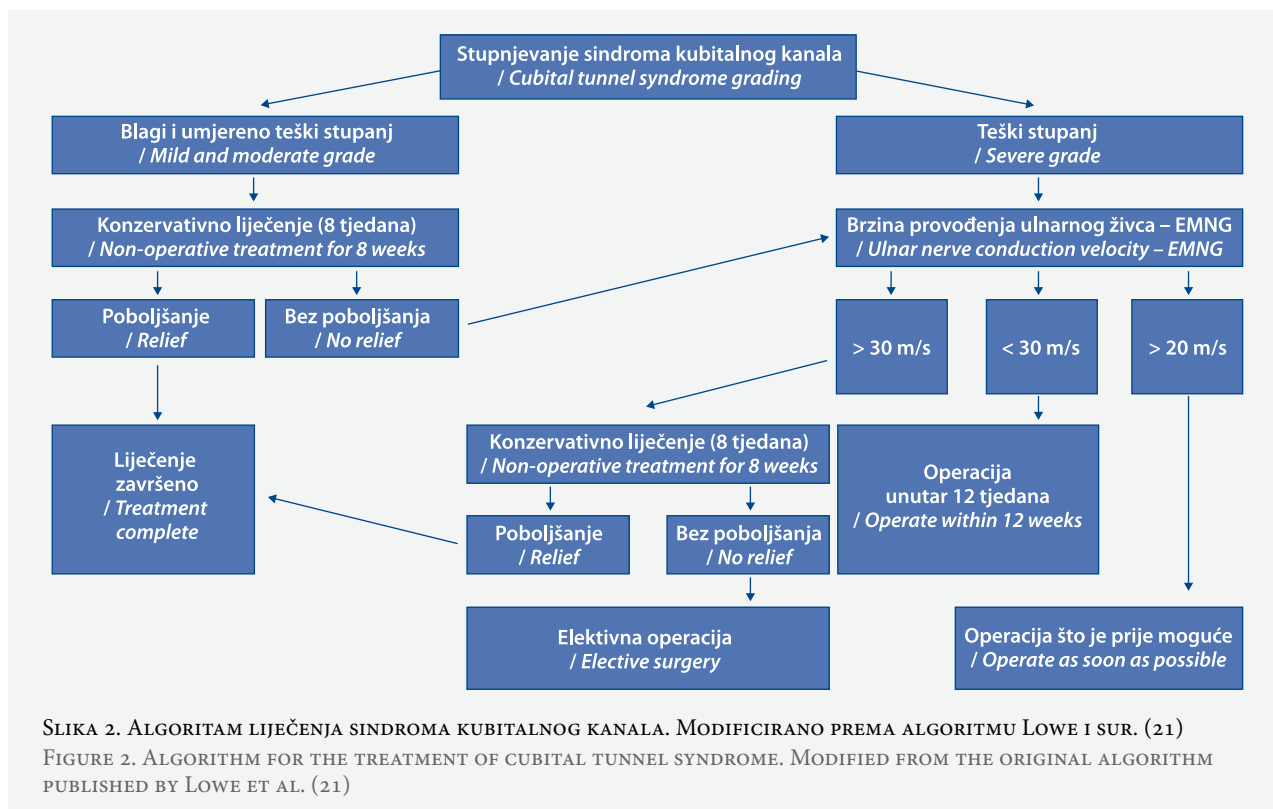 Stupnjevanje sindroma kubitalnog kanala
/ Cubital tunnel syndrome grading
Blagi i umjereno teški stupanj
/ Mild and moderate grade
Teški stupanj
/ Severe grade
Konzervativno liječenje (8 tjedana)
/ Non-operative treatment for 8 weeks
Brzina provođenja ulnarnog živca – EMNG
/ Ulnar nerve conduction velocity – EMNG
Poboljšanje
/ Relief
Bez poboljšanja
/ No relief
> 30 m/s
< 30 m/s
> 20 m/s
Liječenje
završeno
/ Treatment
complete
Konzervativno liječenje (8 tjedana)
/ Non-operative treatment for 8 weeks
Operacija
unutar 12 tjedana
/ Operate within 12 weeks
Poboljšanje
/ Relief
Bez poboljšanja
/ No relief
Elektivna operacija
/ Elective surgery
Operacija što je prije moguće
/ Operate as soon as possible
Slika 2. Algoritam liječenja sindroma kubitalnog kanala. Modificirano prema algoritmu Lowe i sur. (21)
Figure 2. Algorithm for the treatment of cubital tunnel syndrome. Modified from the original algorithm
published by Lowe et al. (21)